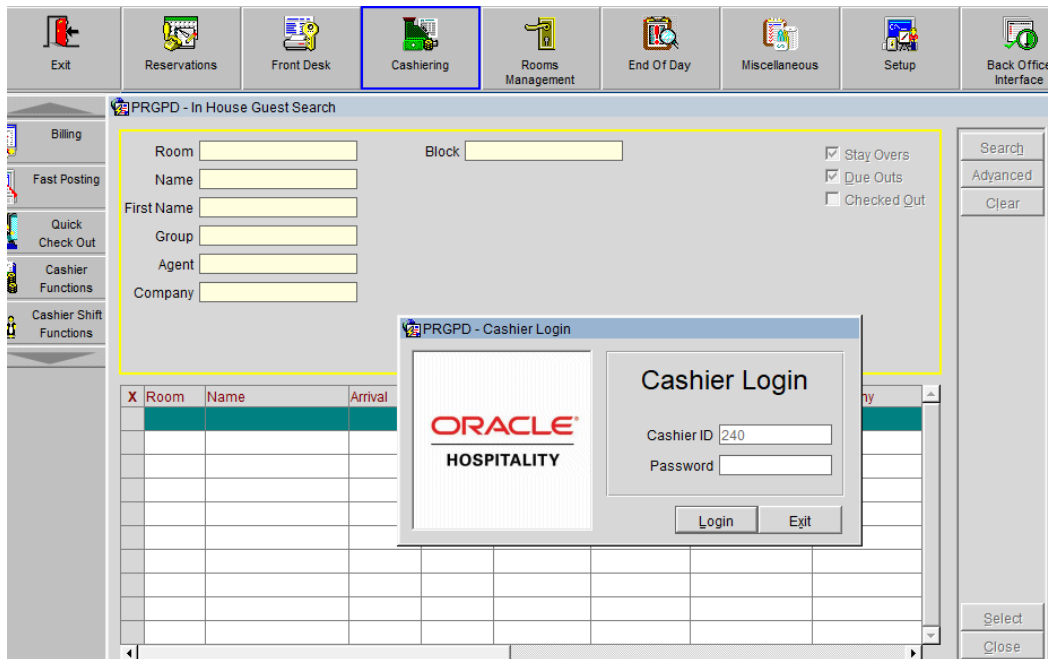 Exit
Reservations
Front Desk
Cashiering
Rooms
Management
End Of Day
Miscellaneous
Setup
Back Office
Interface
Billing
Fast Posting
Quick
Check Out
Cashier
Functions
Cashier Shift
Functions
PRGPD - In House Guest Search
Room
Name
First Name
Group
Agent
Company
Block
Stay Overs
Due Outs
Checked Out
Search
Advanced
Clear
X Room Name Arrival ny
PRGPD - Cashier Login
ORACLE
HOSPITALITY
Cashier Login
Cashier ID 240
Password
Login Exit
Select
Close